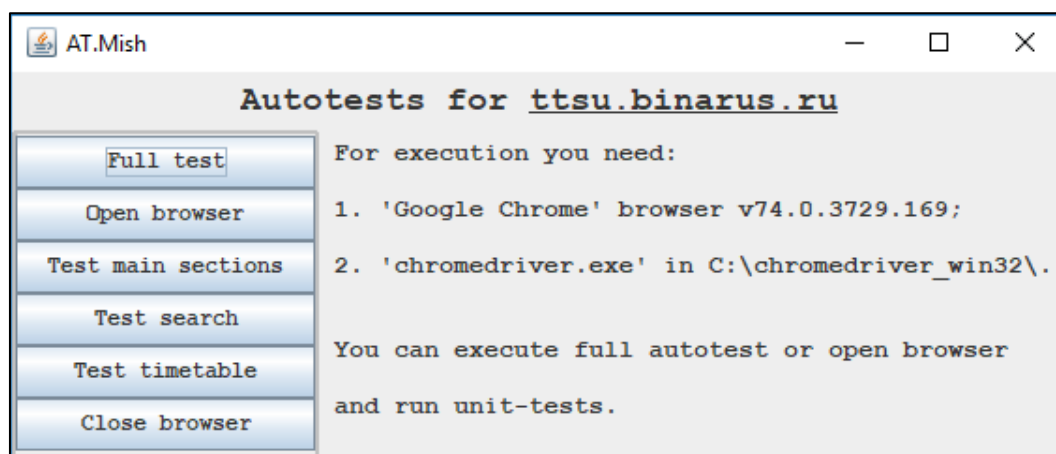 AT.Mish
Autotests for ttsu.binarus.ru
Full test
Open browser
Test main sections
Test search
Test timetable
Close browser
For execution you need:
1. 'Google Chrome' browser v74.0.3729.169;
2. 'chromedriver.exe' in C:\chromedriver_win32\.
You can execute full autotest or open browser
and run unit-tests.